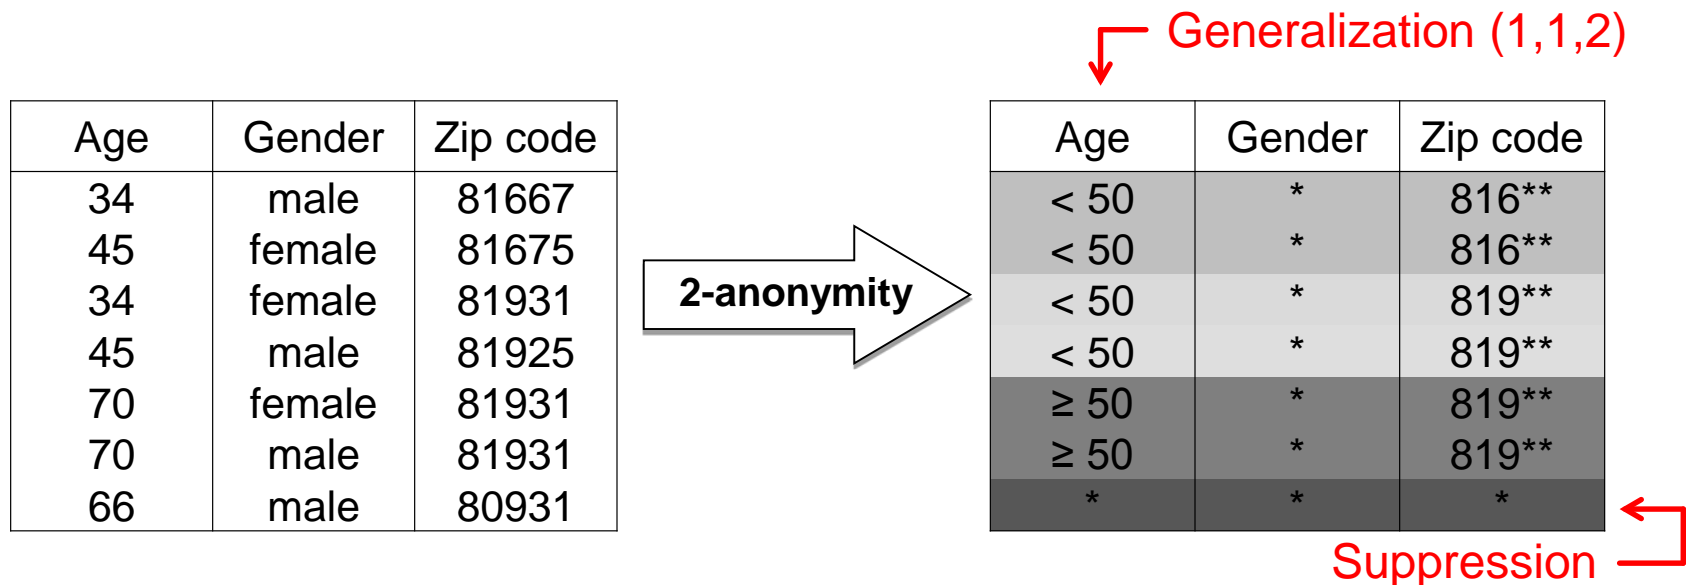 Generalization (1,1,2)
Age Gender Zip code
34 male 81667
45 female 81675
34 female 81931
45 male 81925
70 female 81931
70 male 81931
66 male 80931
2-anonymity
Age Gender Zip code
< 50 * 816**
< 50 * 816**
< 50 * 819**
< 50 * 819**
≥ 50 * 819**
≥ 50 * 819**
* * *
Suppression